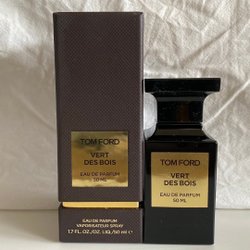 TOM FORD
VERT
DES BOIS
EAU DE PARFUM
50 ML
EAU DE PARFUM
VAPORISATEUR SPRAY
1.7 FL.OZ./OZ. LIQ./50 ml e
TOM FORD
VERT
DES BOIS
EAU DE PARFUM
50 ML